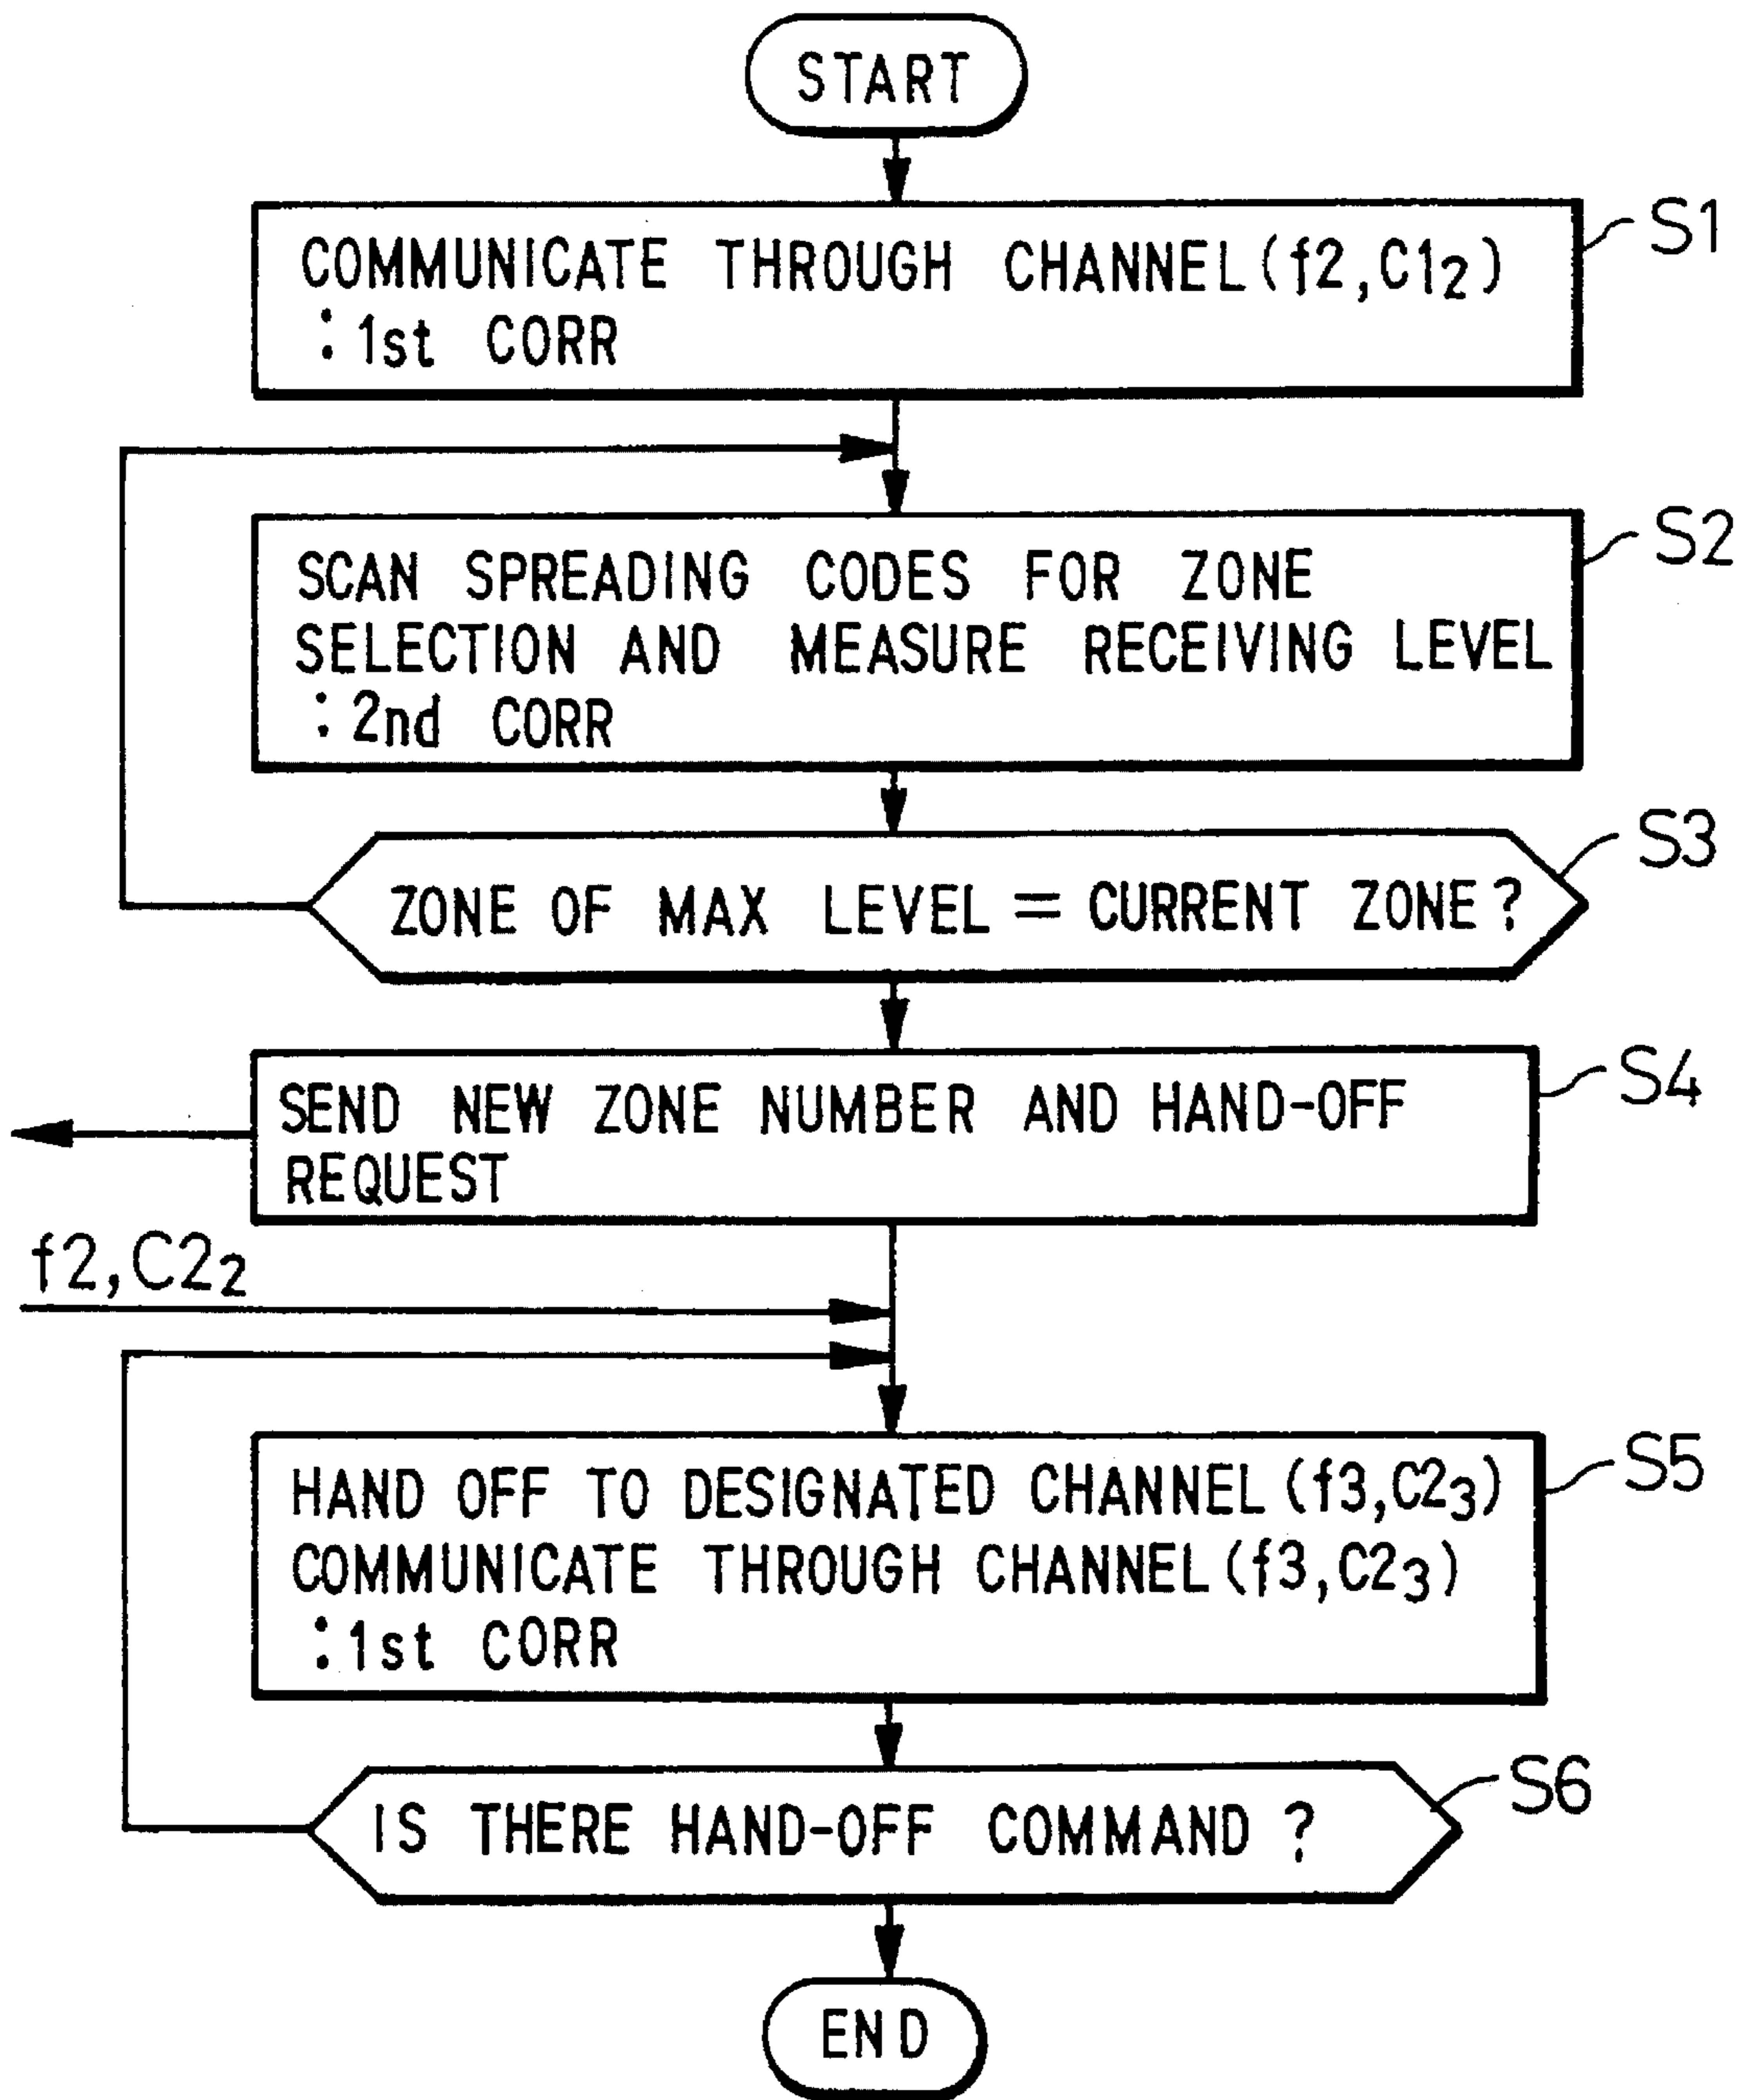 START
COMMUNICATE THROUGH CHANNEL(f2,C1₂)
:1st CORR
S1
SCAN SPREADING CODES FOR ZONE
SELECTION AND MEASURE RECEIVING LEVEL
:2nd CORR
S2
ZONE OF MAX LEVEL = CURRENT ZONE?
S3
SEND NEW ZONE NUMBER AND HAND-OFF
REQUEST
S4
f2,C2₂
HAND OFF TO DESIGNATED CHANNEL(f3,C2₃)
COMMUNICATE THROUGH CHANNEL(f3,C2₃)
:1st CORR
S5
IS THERE HAND-OFF COMMAND ?
S6
END